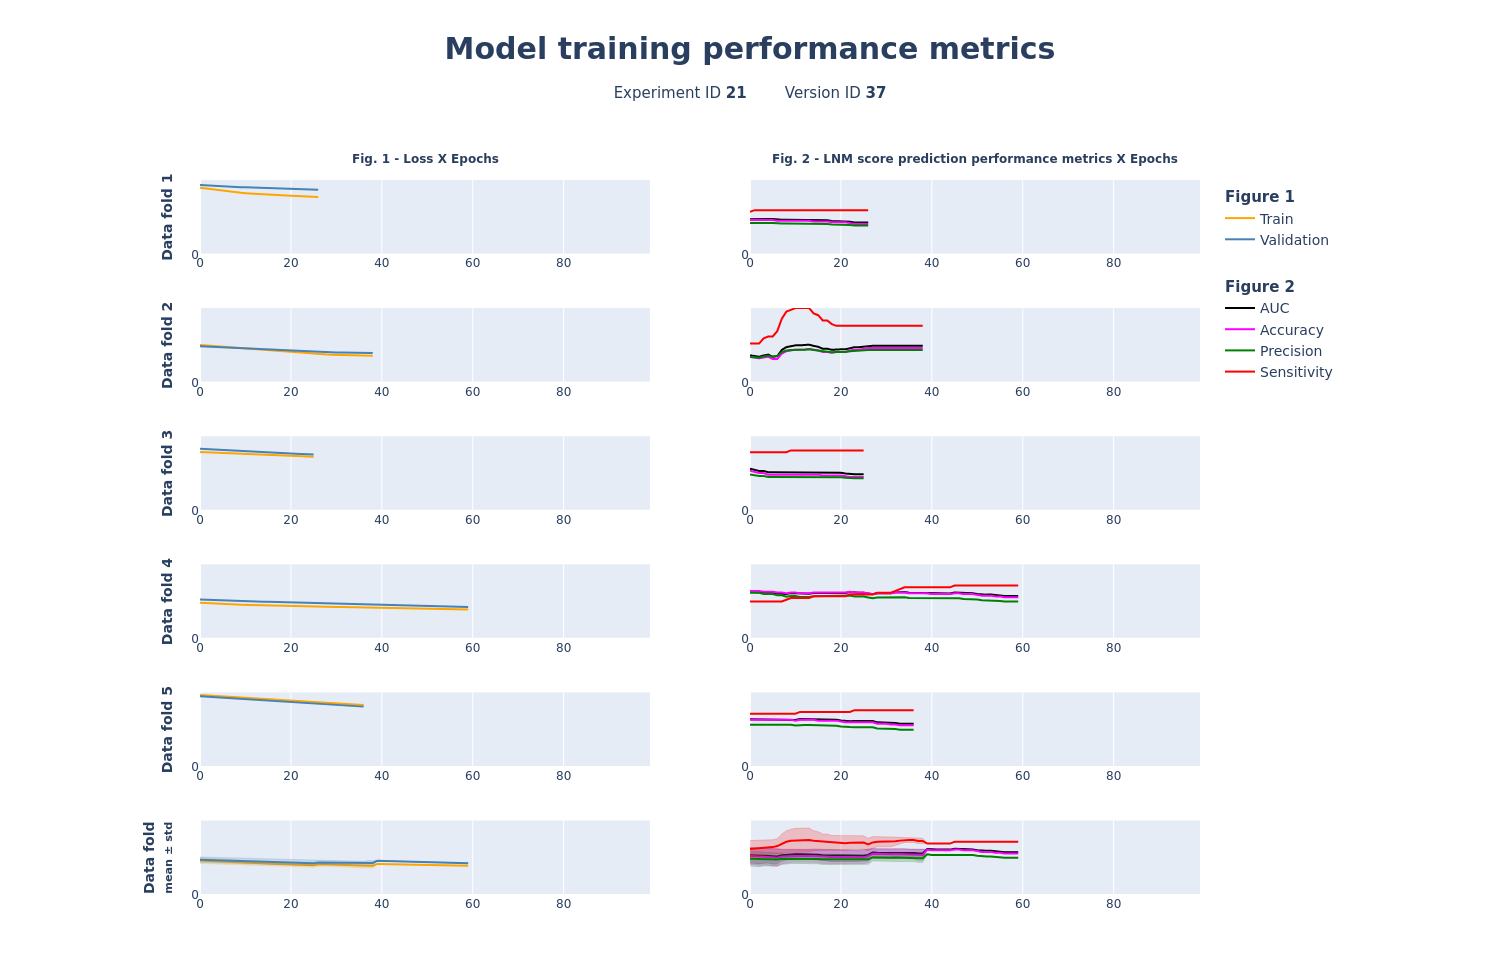 Model training performance metrics
Experiment ID 21 Version ID 37
Fig. 1 - Loss X Epochs
Fig. 2 - LNM score prediction performance metrics X Epochs
Data fold 1
0
0 20 40 60 80
0
0 20 40 60 80
Figure 1
Train
Validation
Figure 2
AUC
Accuracy
Precision
Sensitivity
Data fold 2
0
0 20 40 60 80
0
0 20 40 60 80
Data fold 3
0
0 20 40 60 80
0
0 20 40 60 80
Data fold 4
0
0 20 40 60 80
0
0 20 40 60 80
Data fold 5
0
0 20 40 60 80
0
0 20 40 60 80
Data fold
mean ± std
0
0 20 40 60 80
0
0 20 40 60 80